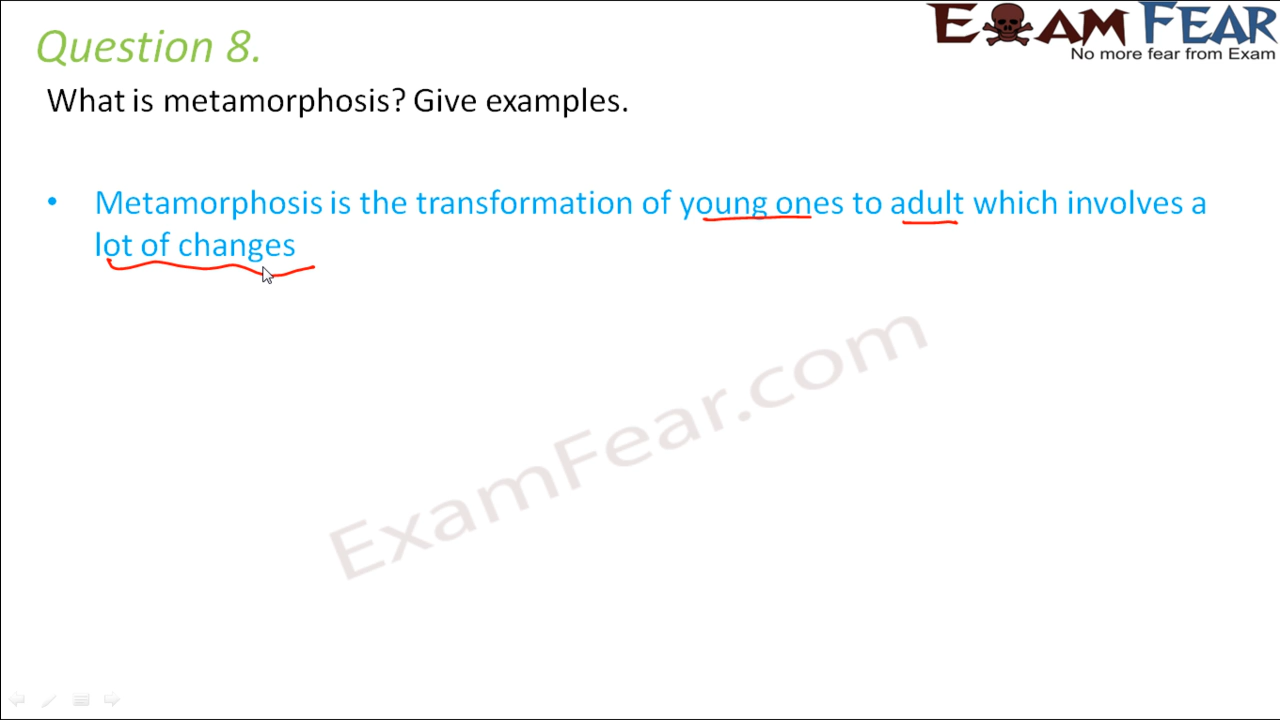 Question 8.
EXAM FEAR
No more fear from Exam
What is metamorphosis? Give examples.
• Metamorphosis is the transformation of young ones to adult which involves a
lot of changes
ExamFear.com